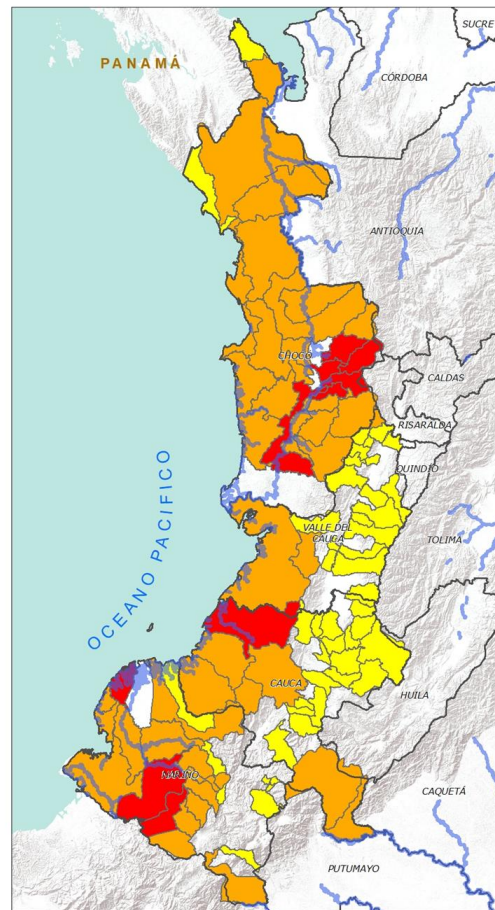 SUCRE
PANAMÁ
CÓRDOBA
ANTIOQUIA
CHOCÓ
CALDAS
RISARALDA
QUINDIO
VALLE DEL
CAUCA
TOLIMA
OCEANO PACIFICO
CAUCA
HUILA
NARIÑO
CAQUETÁ
PUTUMAYO